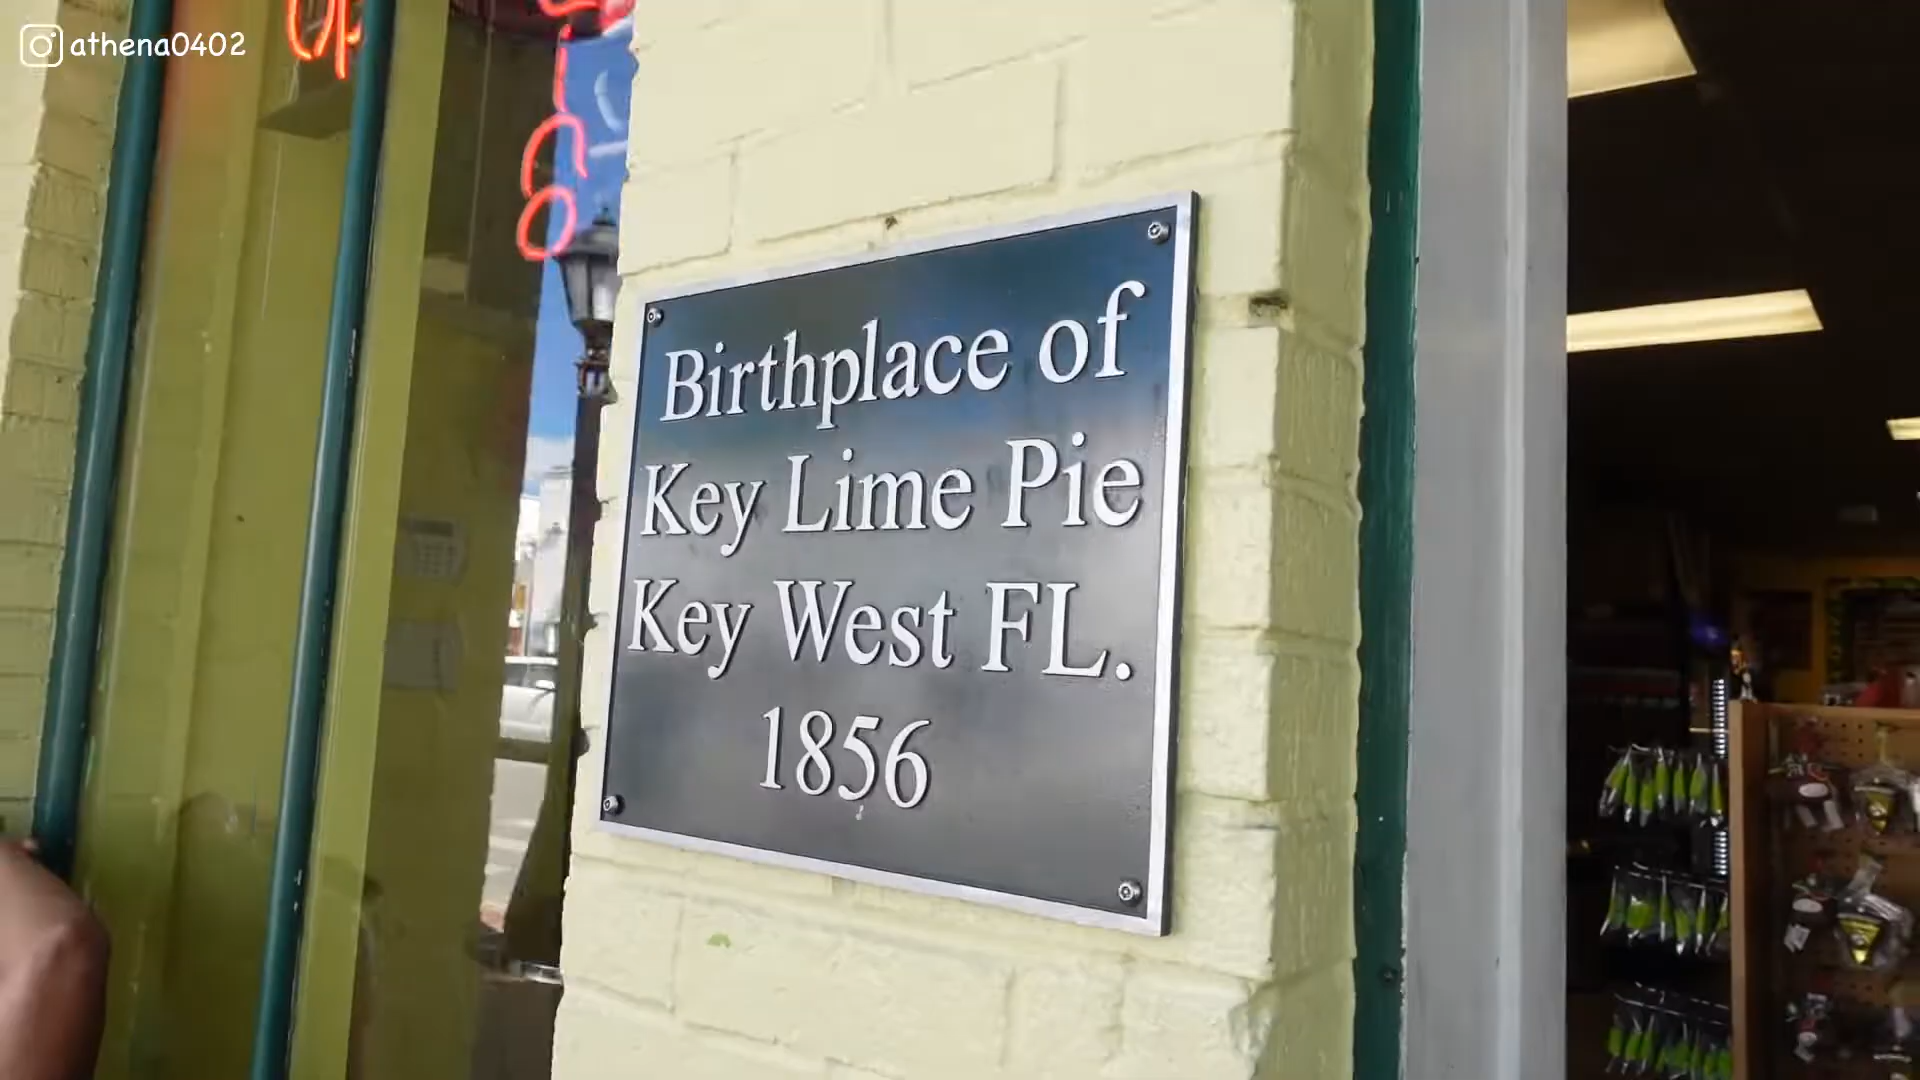 athena0402
Birthplace of
Key Lime Pie
Key West FL.
1856